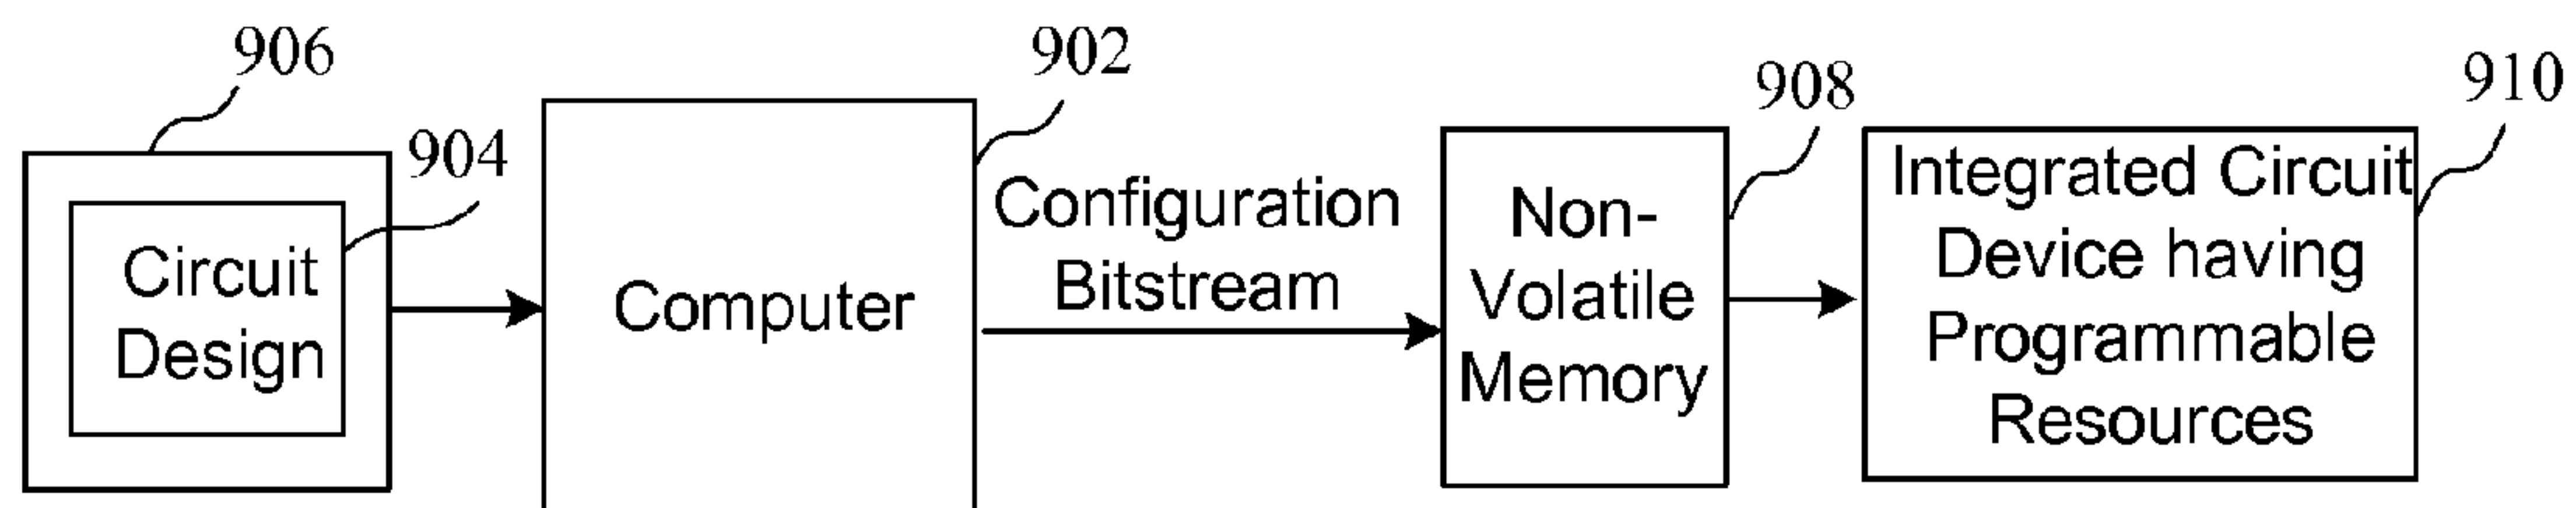 906
904
Circuit
Design
902
Computer
Configuration
Bitstream
908
Non-
Volatile
Memory
910
Integrated Circuit
Device having
Programmable
Resources